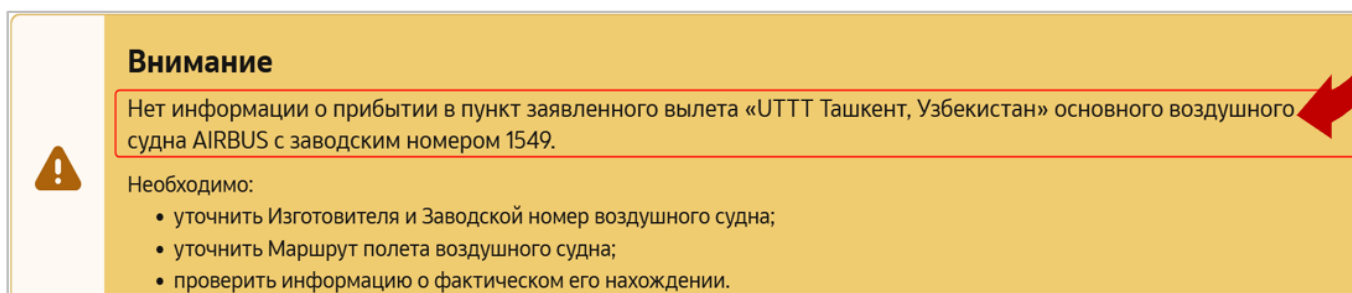 Внимание
Нет информации о прибытии в пункт заявленного вылета «UTTT Ташкент, Узбекистан» основного воздушного
судна AIRBUS с заводским номером 1549.
Необходимо:
• уточнить Изготовителя и Заводской номер воздушного судна;
• уточнить Маршрут полета воздушного судна;
• проверить информацию о фактическом его нахождении.